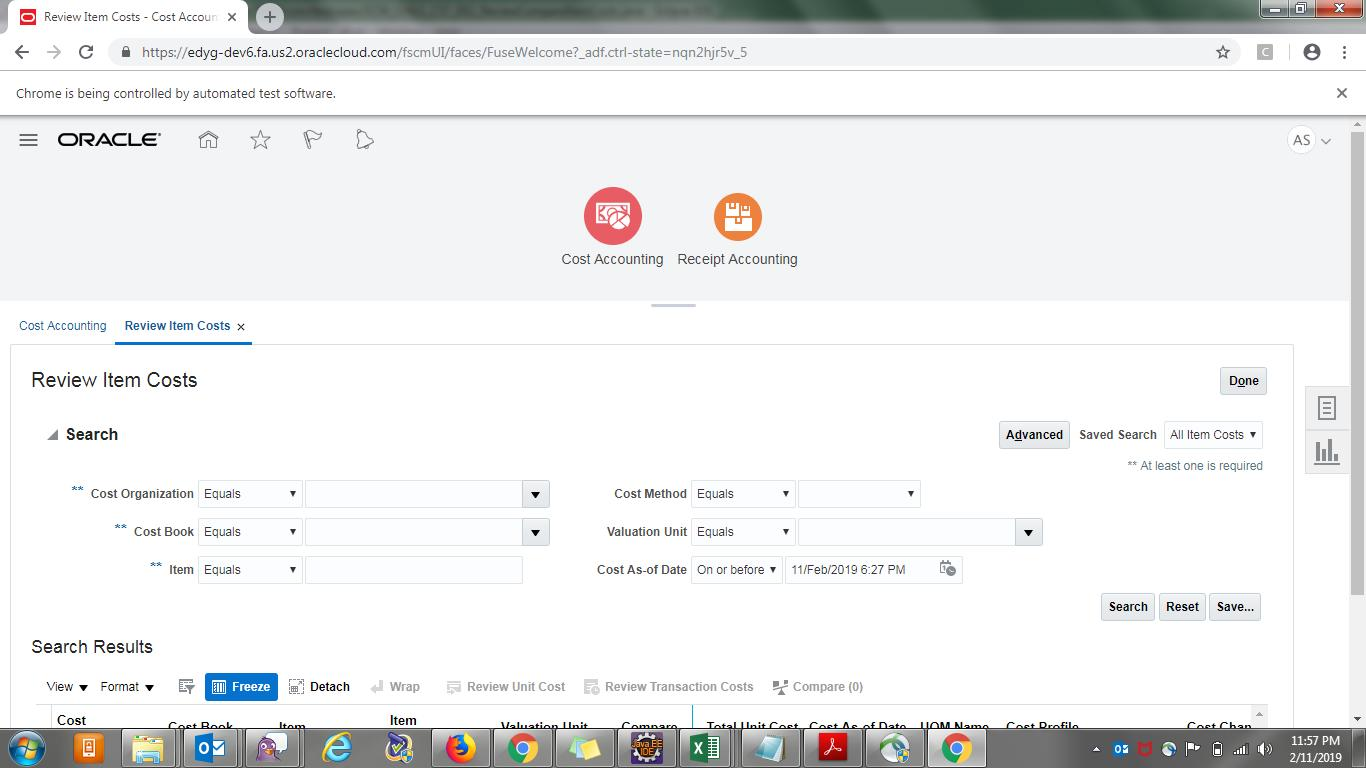 Review Item Costs - Cost Accoun
https://edyg-dev6.fa.us2.oraclecloud.com/fscmUI/faces/FuseWelcome?_adf.ctrl-state=nqn2hjr5v_5
C
Chrome is being controlled by automated test software.
ORACLE
AS
Cost Accounting Receipt Accounting
Cost Accounting Review Item Costs
Review Item Costs Done
Search Advanced Saved Search All Item Costs
** At least one is required
** Cost Organization Equals Cost Method Equals
** Cost Book Equals Valuation Unit Equals
** Item Equals Cost As-of Date On or before 11/Feb/2019 6:27 PM
Search Reset Save...
Search Results
View Format Freeze Detach Wrap Review Unit Cost Review Transaction Costs Compare (0)
Cost Cost Book Item Item Valuation Unit Compare Total Unit Cost Cost As-of Date UOM Name Cost Profile Cost Chan
Java EE IDE
11:57 PM
2/11/2019